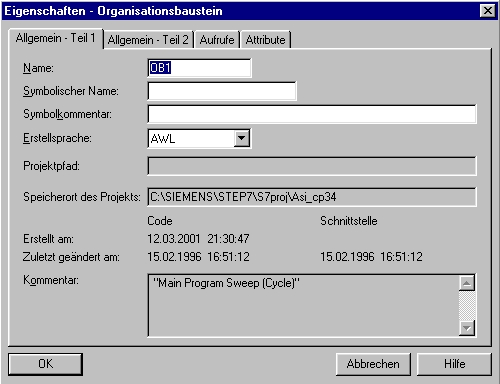 Eigenschaften - Organisationsbaustein
Allgemein - Teil 1 Allgemein - Teil 2 Aufrufe Attribute
Name: OB1
Symbolischer Name:
Symbolkommentar:
Erstellsprache: AWL
Projektpfad:
Speicherort des Projekts: C:\SIEMENS\STEP7\S7proj\Asi_cp34
Code Schnittstelle
Erstellt am: 12.03.2001 21:30:47
Zuletzt geändert am: 15.02.1996 16:51:12 15.02.1996 16:51:12
Kommentar: "Main Program Sweep (Cycle)"
OK Abbrechen Hilfe